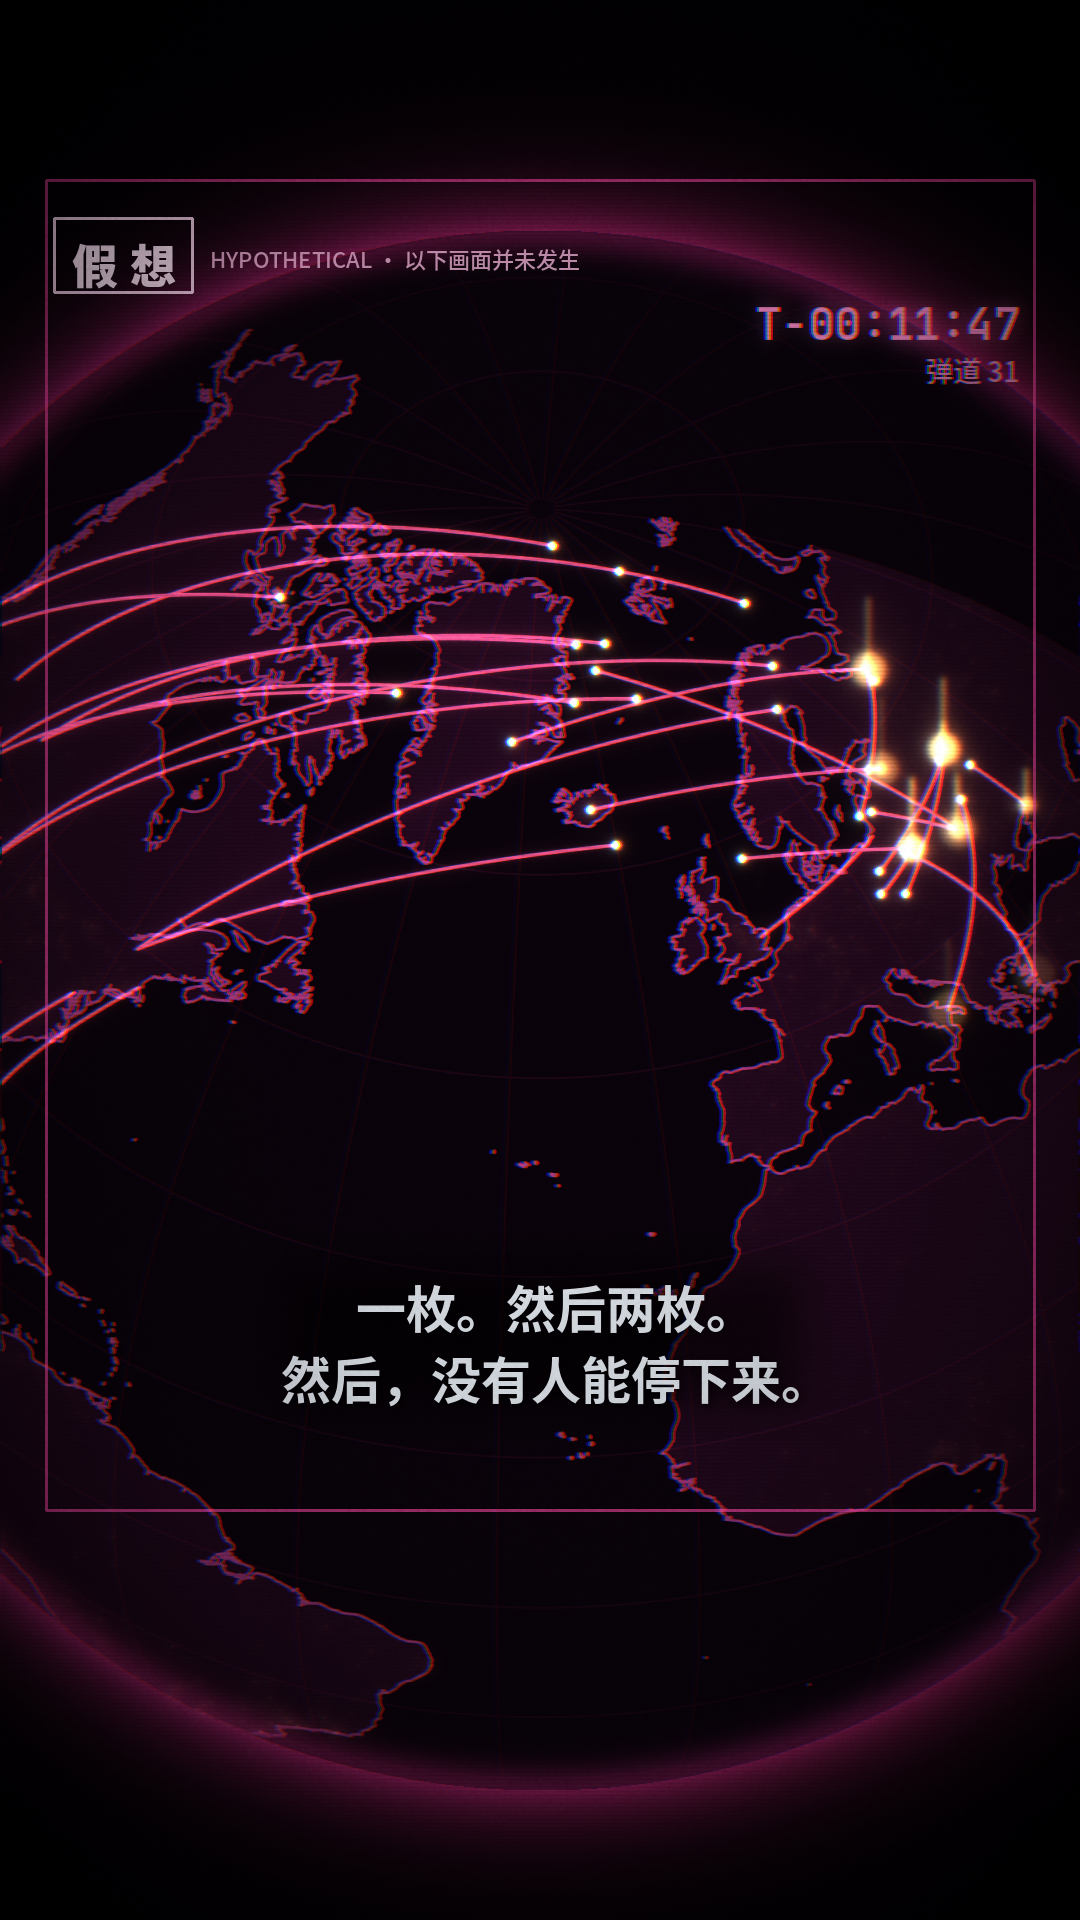 假想
HYPOTHETICAL · 以下画面并未发生
T-00:11:47
弹道 31
一枚。然后两枚。
然后，没有人能停下来。